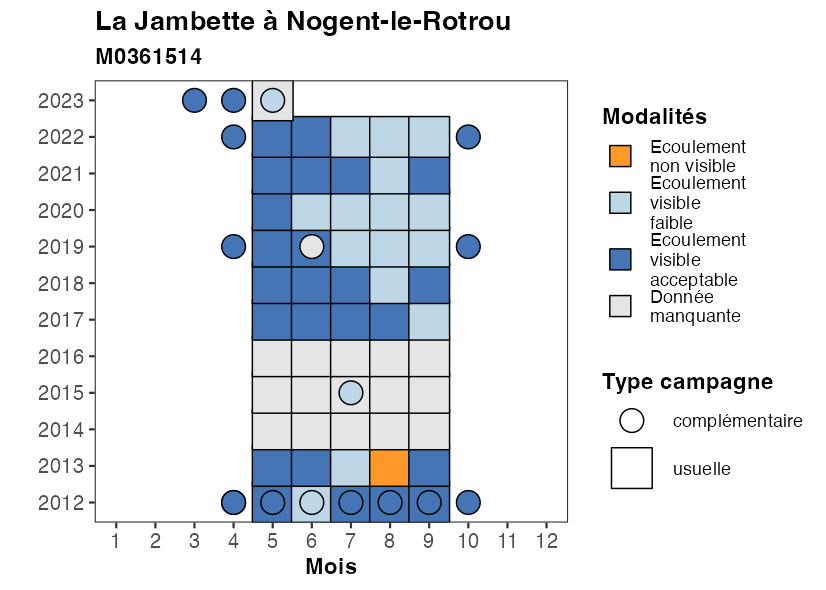 La Jambette à Nogent-le-Rotrou
M0361514
2023
2022
2021
2020
2019
2018
2017
2016
2015
2014
2013
2012
1 2 3 4 5 6 7 8 9 10 11 12
Mois
Modalités
Ecoulement
non visible
Ecoulement
visible
faible
Ecoulement
visible
acceptable
Donnée
manquante
Type campagne
complémentaire
usuelle